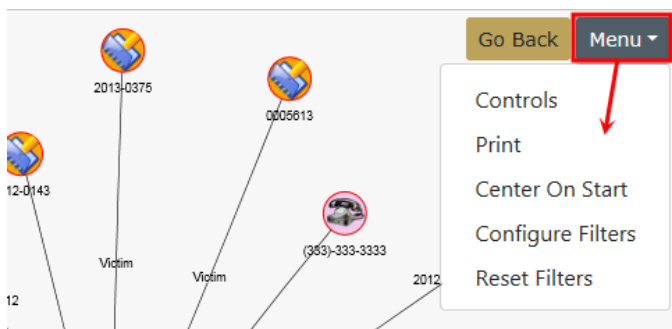 Go Back Menu
2013-0375
Controls
0005613
Print
12-0143
Center On Start
Configure Filters
(333)-333-3333
Victim
Victim
2012
Reset Filters
12